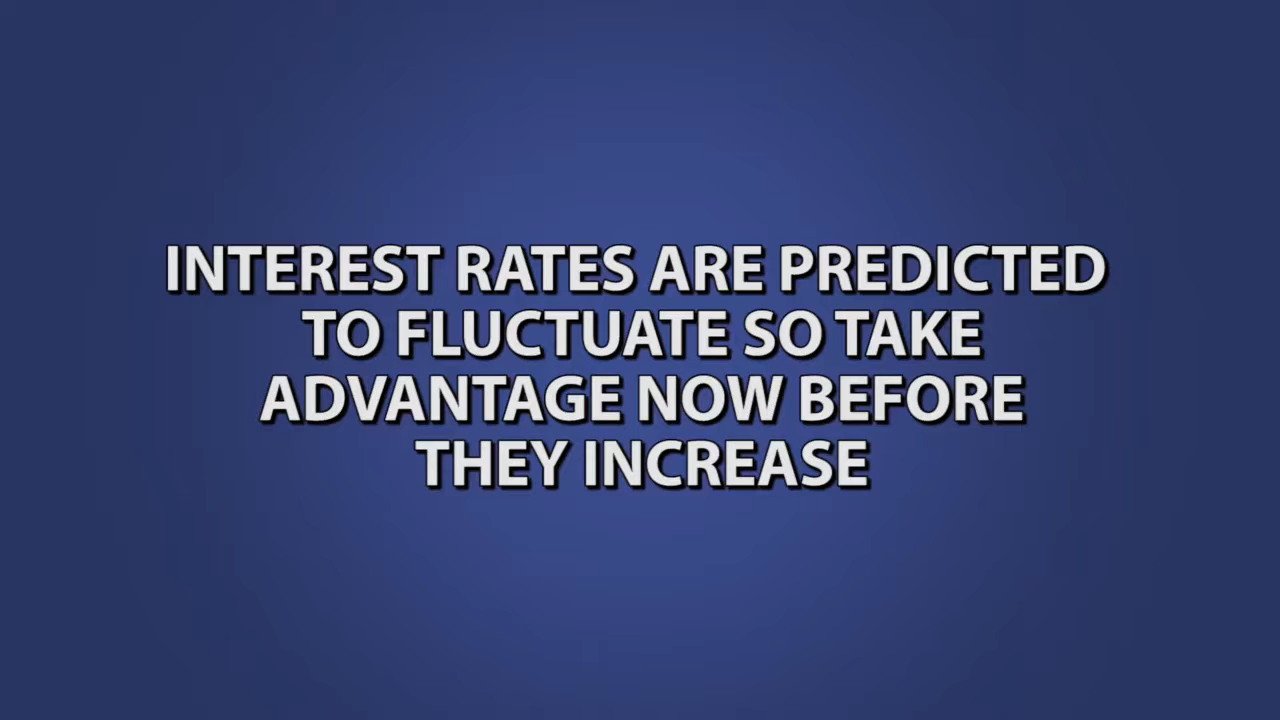 INTEREST RATES ARE PREDICTED
TO FLUCTUATE SO TAKE
ADVANTAGE NOW BEFORE
THEY INCREASE